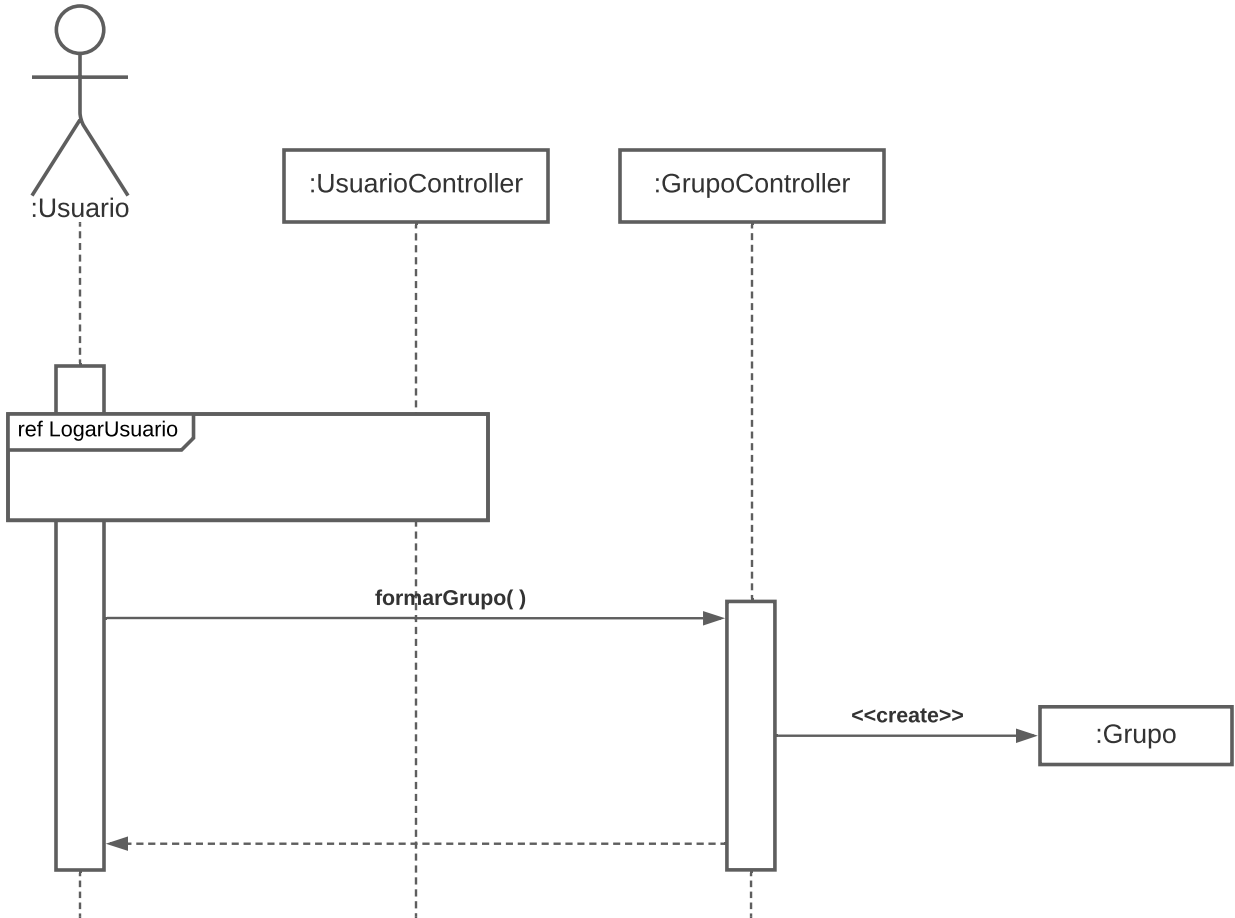 :Usuario
:UsuarioController
:GrupoController
ref LogarUsuario
formarGrupo( )
<<create>>
:Grupo